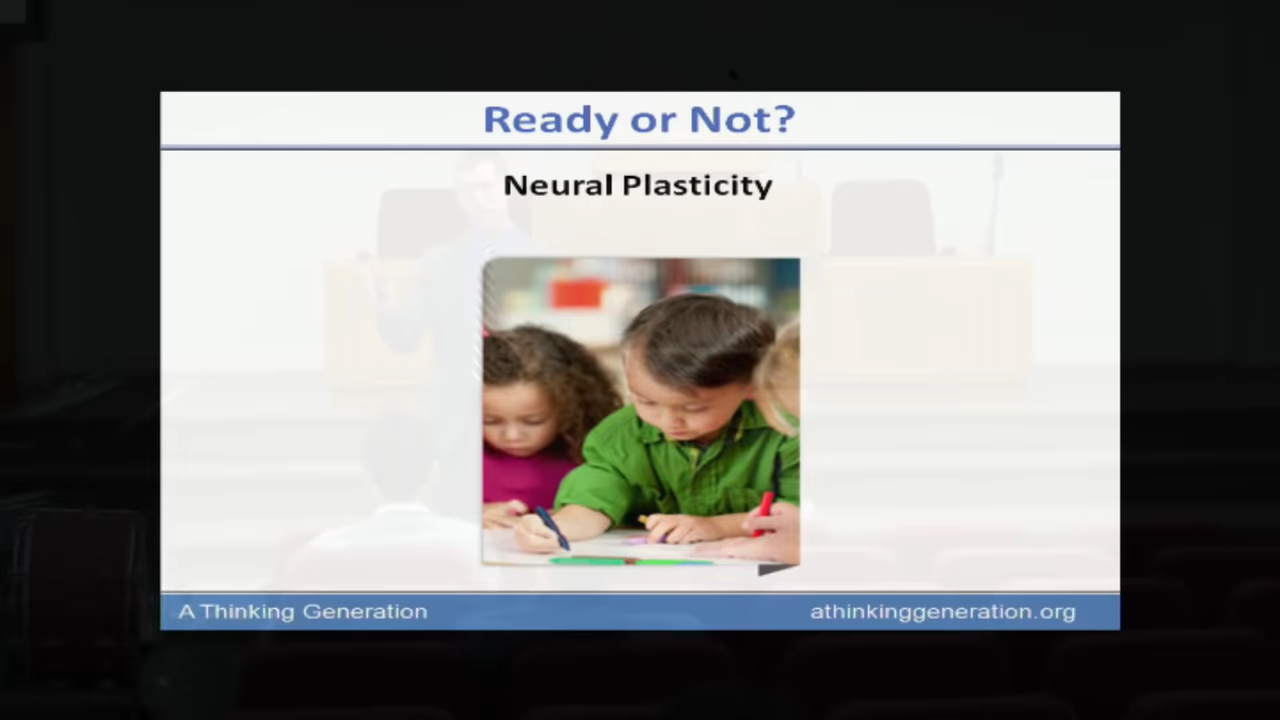 Ready or Not?
Neural Plasticity
A Thinking Generation
athinkinggeneration.org